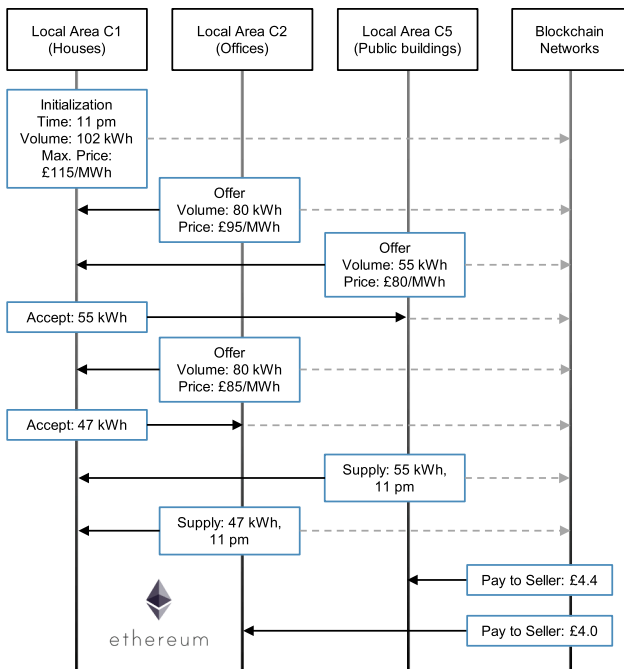 Local Area C1
(Houses)
Local Area C2
(Offices)
Local Area C5
(Public buildings)
Blockchain
Networks
Initialization
Time: 11 pm
Volume: 102 kWh
Max. Price:
£115/MWh
Offer
Volume: 80 kWh
Price: £95/MWh
Offer
Volume: 55 kWh
Price: £80/MWh
Accept: 55 kWh
Offer
Volume: 80 kWh
Price: £85/MWh
Accept: 47 kWh
Supply: 55 kWh,
11 pm
Supply: 47 kWh,
11 pm
Pay to Seller: £4.4
Pay to Seller: £4.0
ethereum